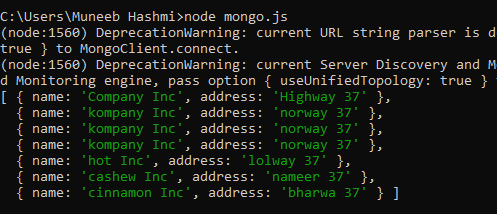 C:\Users\Muneeb Hashmi>node mongo.js
(node:1560) DeprecationWarning: current URL string parser is d
true } to MongoClient.connect.
(node:1560) DeprecationWarning: current Server Discovery and M
d Monitoring engine, pass option { useUnifiedTopology: true }
[ { name: 'Company Inc', address: 'Highway 37' },
{ name: 'kompany Inc', address: 'norway 37' },
{ name: 'kompany Inc', address: 'norway 37' },
{ name: 'kompany Inc', address: 'norway 37' },
{ name: 'hot Inc', address: 'lolway 37' },
{ name: 'cashew Inc', address: 'nameer 37' },
{ name: 'cinnamon Inc', address: 'bharwa 37' } ]